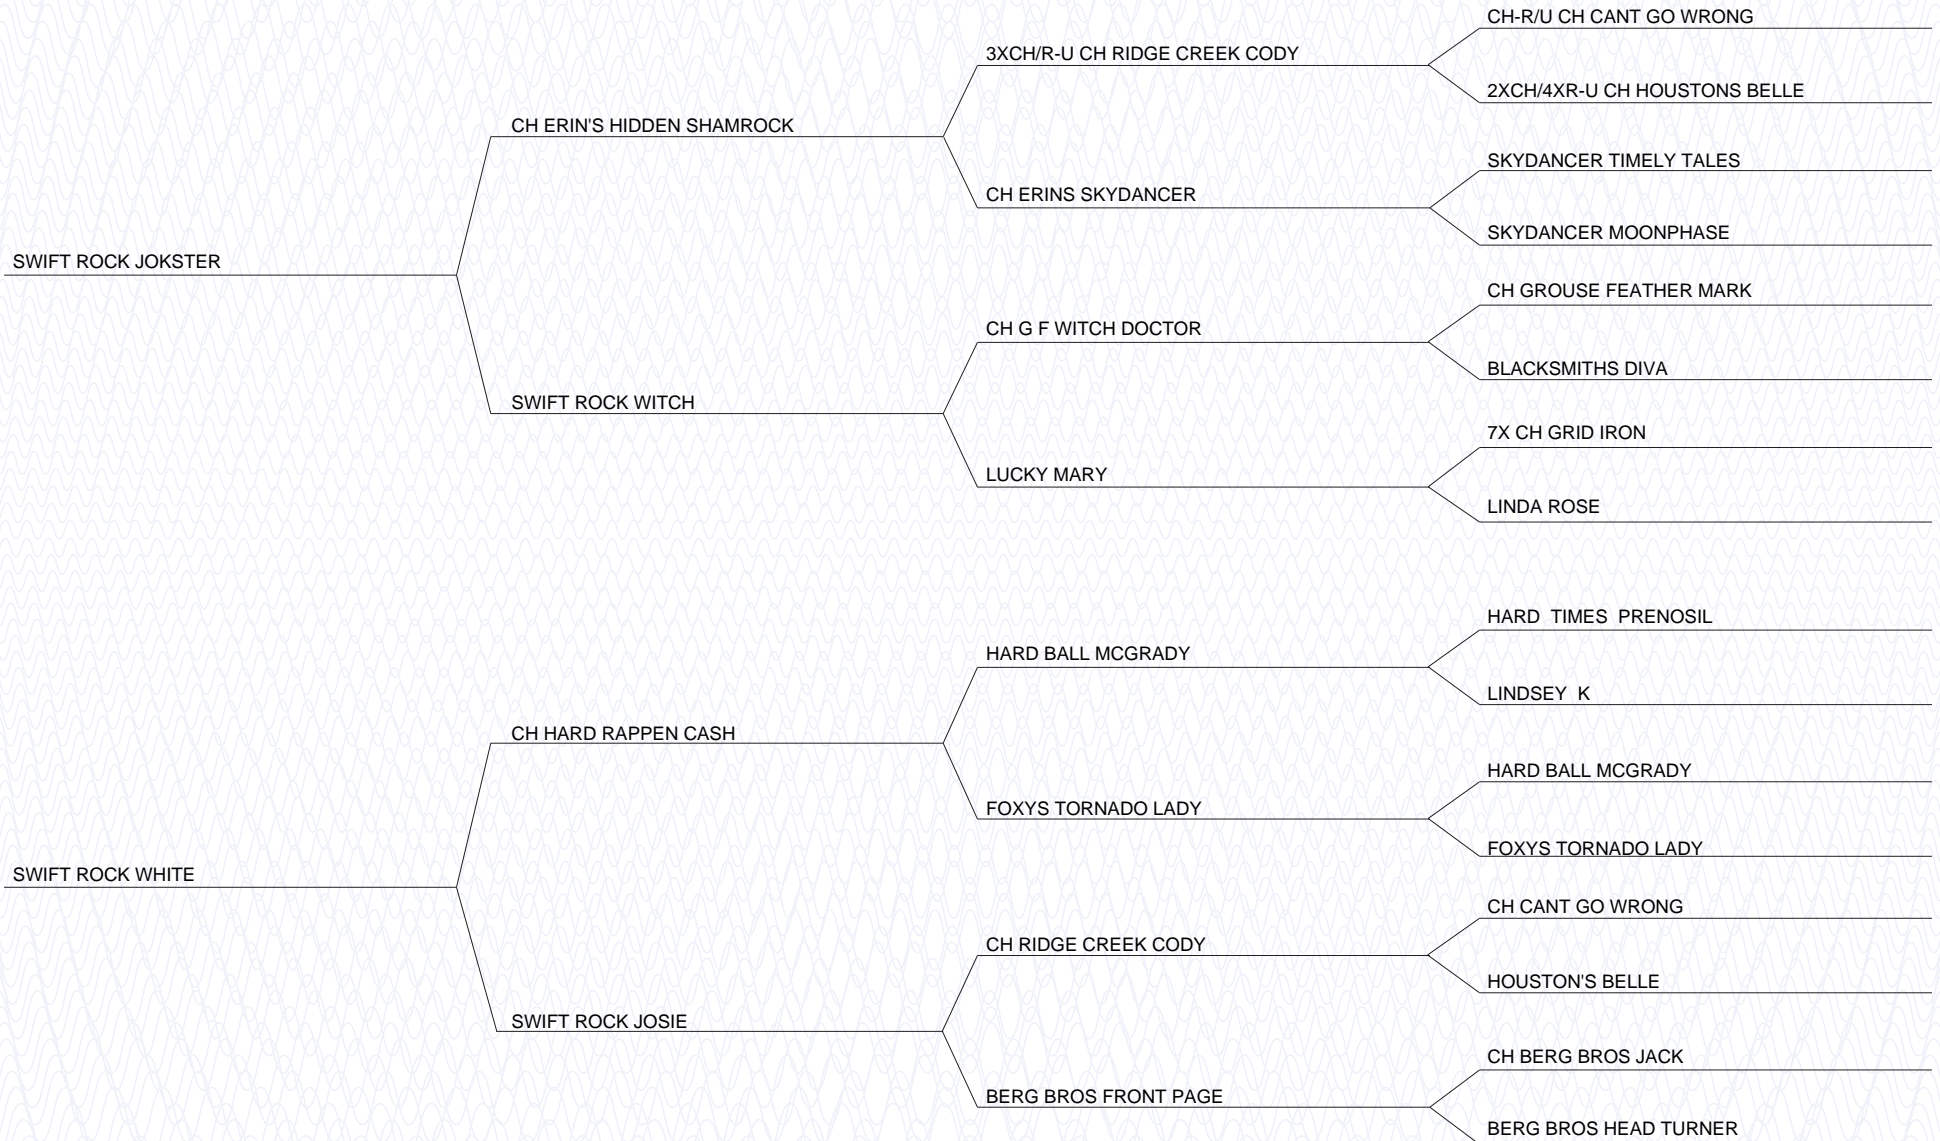 CH-R/U CH CANT GO WRONG
3XCH/R-U CH RIDGE CREEK CODY
2XCH/4XR-U CH HOUSTONS BELLE
CH ERIN'S HIDDEN SHAMROCK
SKYDANCER TIMELY TALES
CH ERINS SKYDANCER
SKYDANCER MOONPHASE
SWIFT ROCK JOKSTER
CH GROUSE FEATHER MARK
CH G F WITCH DOCTOR
BLACKSMITHS DIVA
SWIFT ROCK WITCH
7X CH GRID IRON
LUCKY MARY
LINDA ROSE
HARD  TIMES  PRENOSIL
HARD BALL MCGRADY
LINDSEY  K
CH HARD RAPPEN CASH
HARD BALL MCGRADY
FOXYS TORNADO LADY
FOXYS TORNADO LADY
SWIFT ROCK WHITE
CH CANT GO WRONG
CH RIDGE CREEK CODY
HOUSTON'S BELLE
SWIFT ROCK JOSIE
CH BERG BROS JACK
BERG BROS FRONT PAGE
BERG BROS HEAD TURNER